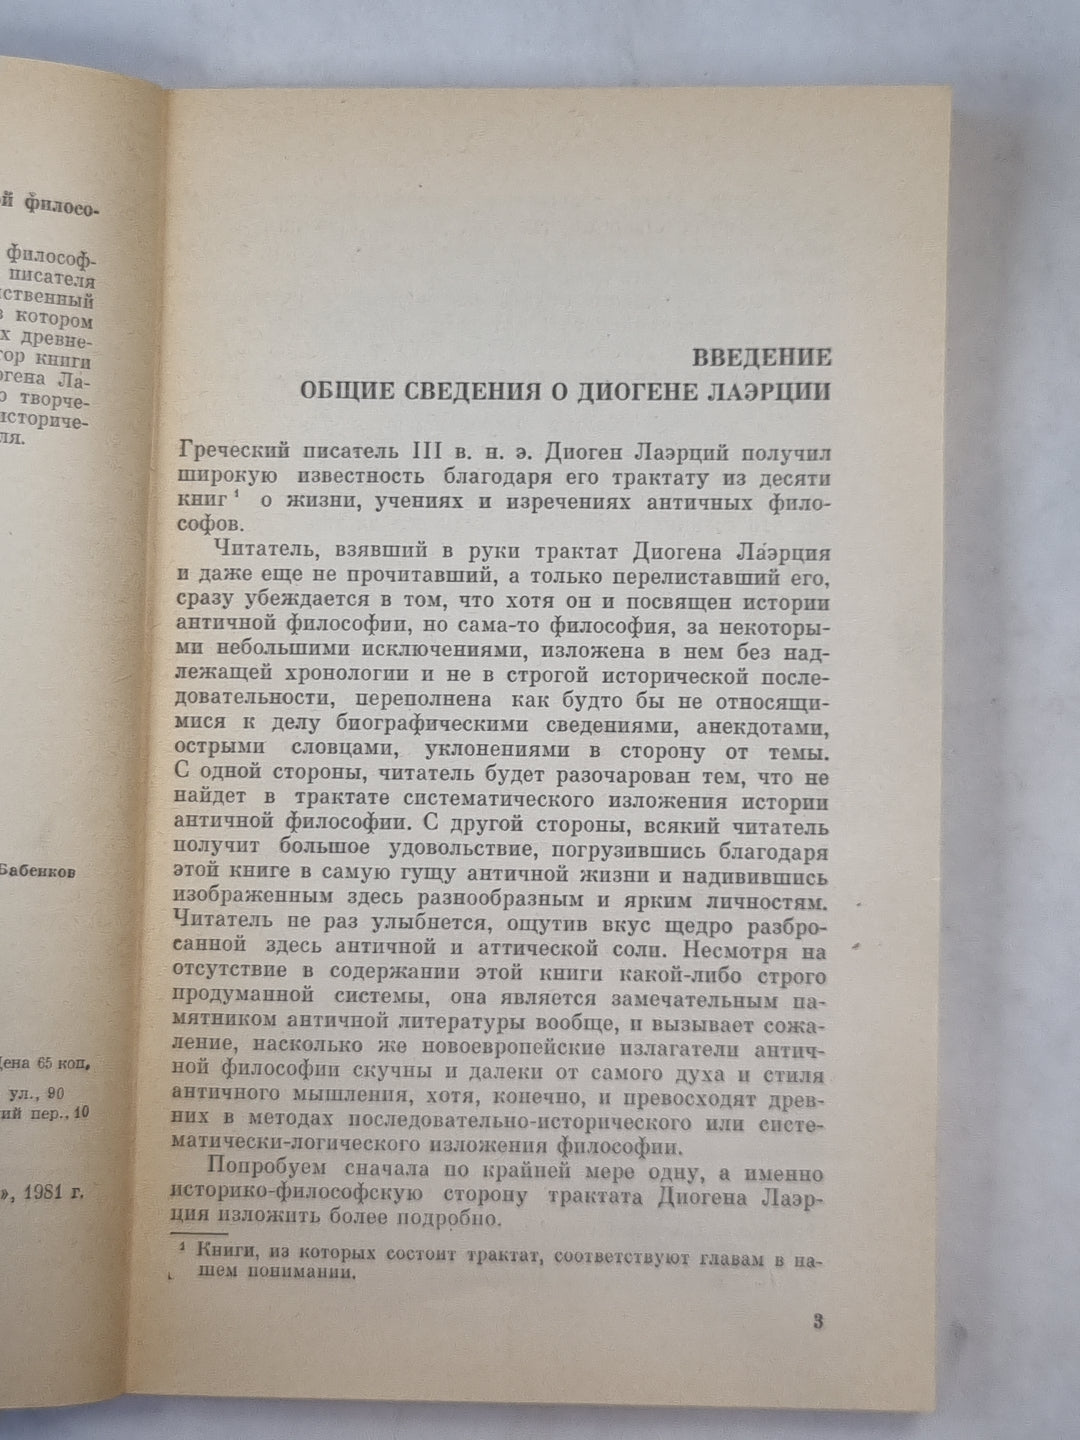 й филосо-
философ-
писателя
котором
древне-
книги
Ла-
творче-
историче-
Бабенков
Цена 65 коп.
ул., 90
пер., 10
», 1981 г.
ВВЕДЕНИЕ
ОБЩИЕ СВЕДЕНИЯ О ДИОГЕНЕ ЛАЭРЦИИ
Греческий писатель III в. н. э. Диоген Лаэрций получил
широкую известность благодаря его трактату из десяти
книг ¹ о жизни, учениях и изречениях античных фило-
софов.
Читатель, взявший в руки трактат Диогена Лаэрция
и даже еще не прочитавший, а только перелиставший его,
сразу убеждается в том, что хотя он и посвящен истории
античной философии, но сама-то философия, за некоторы-
ми небольшими исключениями, изложена в нем без над-
лежащей хронологии и не в строгой исторической после-
довательности, переполнена как будто бы не относящи-
мися к делу биографическими сведениями, анекдотами,
острыми словцами, уклонениями в сторону от темы.
С одной стороны, читатель будет разочарован тем, что не
найдет в трактате систематического изложения истории
античной философии. С другой стороны, всякий читатель
получит большое удовольствие, погрузившись благодаря
этой книге в самую гущу античной жизни и надивившись
изображенным здесь разнообразным и ярким личностям.
Читатель не раз улыбнется, ощутив вкус щедро разбро-
санной здесь античной и аттической соли. Несмотря на
отсутствие в содержании этой книги какой-либо строго
продуманной системы, она является замечательным па-
мятником античной литературы вообще, и вызывает сожа-
ление, насколько же новоевропейские излагатели антич-
ной философии скучны и далеки от самого духа и стиля
античного мышления, хотя, конечно, и превосходят древ-
них в методах последовательно-исторического или систе-
матически-логического изложения философии.
Попробуем сначала по крайней мере одну, а именно
историко-философскую сторону трактата Диогена Лаэр-
ция изложить более подробно.
¹ Книги, из которых состоит трактат, соответствуют главам в на-
шем понимании.
3